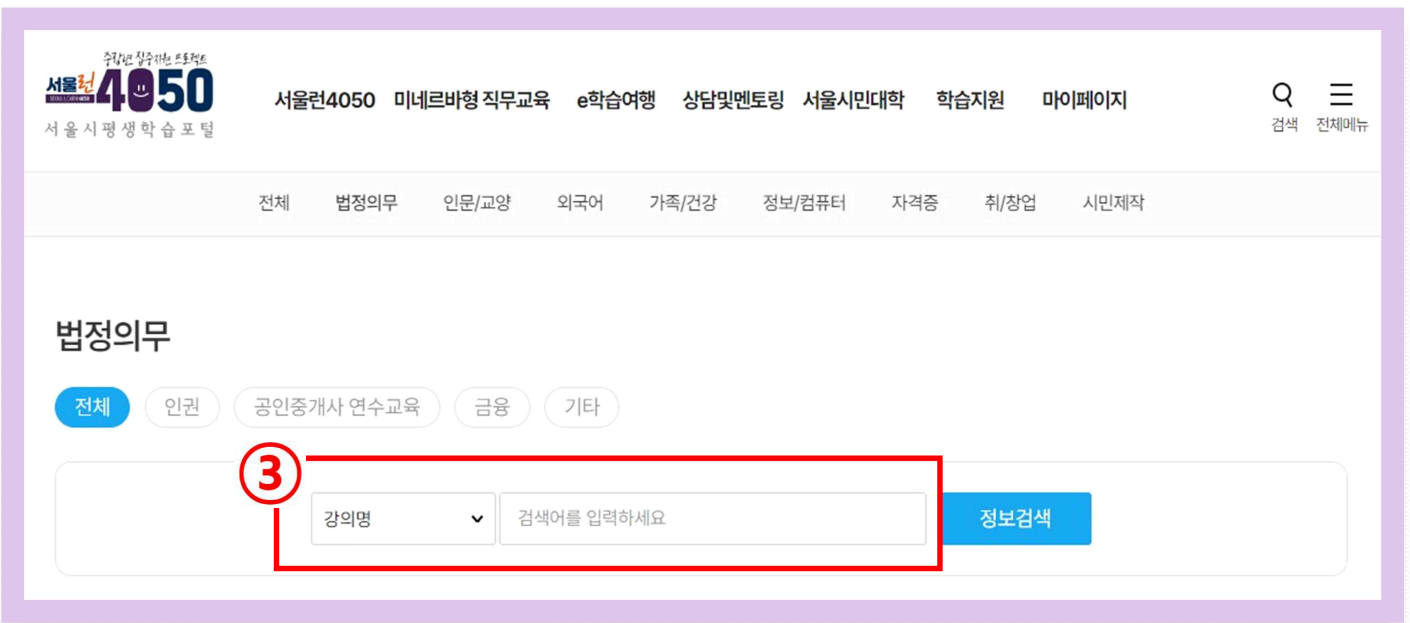 중장년 집중지원 프로젝트
서울런 4050
서울시평생학습포털
서울런4050 미네르바형 직무교육 e학습여행 상담및멘토링 서울시민대학 학습지원 마이페이지
검색 전체메뉴
전체 법정의무 인문/교양 외국어 가족/건강 정보/컴퓨터 자격증 취/창업 시민제작
법정의무
전체 인권 공인중개사 연수교육 금융 기타
③
강의명 검색어를 입력하세요 정보검색